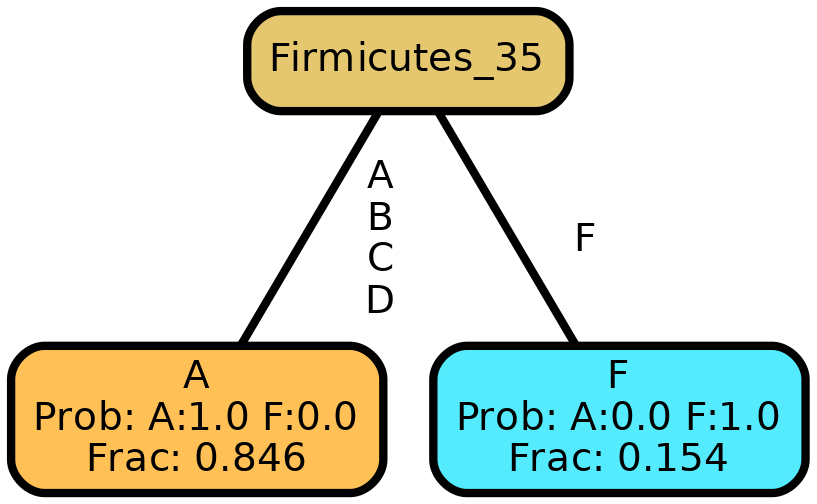 Firmicutes_35
A
B
C
D
F
A
Prob: A:1.0 F:0.0
Frac: 0.846
F
Prob: A:0.0 F:1.0
Frac: 0.154